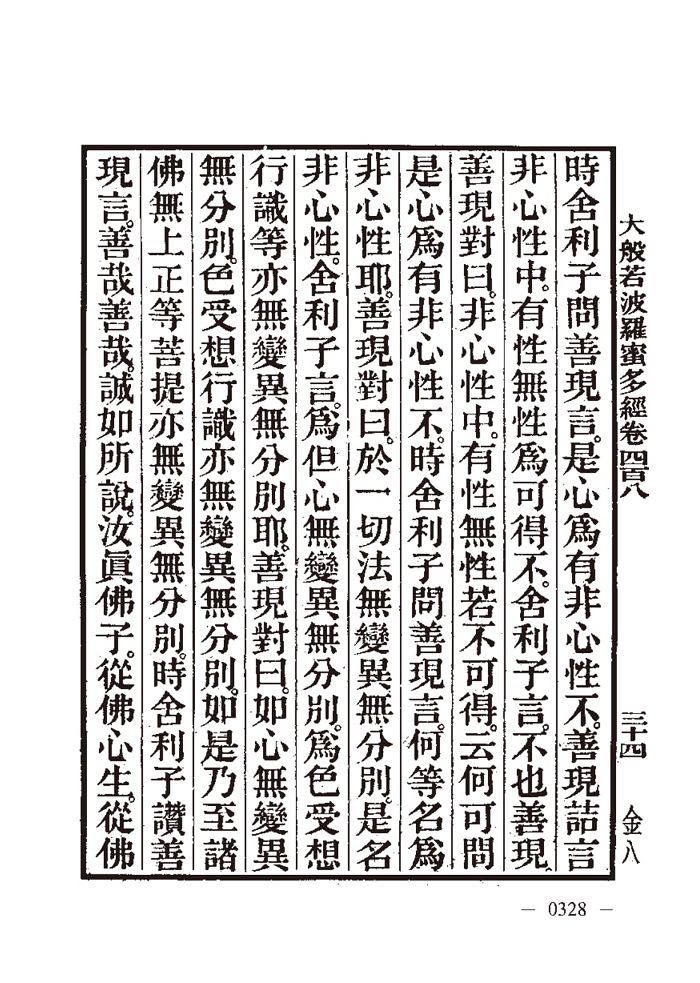 大般若波羅蜜多經卷四百八
三十四
金八
時舍利子問善現言。是心爲有非心性不。善現詰言
非心性中。有性無性爲可得不。舍利子言。不也善現
善現對曰。非心性中。有性無性若不可得。云何可問
是心爲有非心性不。時舍利子問善現言。何等名爲
非心性耶。善現對曰。於一切法無變異無分別。是名
非心性。舍利子言。爲但心無變異無分別。爲色受想
行識等亦無變異無分別耶。善現對曰。如心無變異
無分別。色受想行識亦無變異無分別。如是乃至諸
佛無上正等菩提亦無變異無分別。時舍利子讚善
現言。善哉善哉。誠如所說。汝眞佛子。從佛心生。從佛
— 0328 —